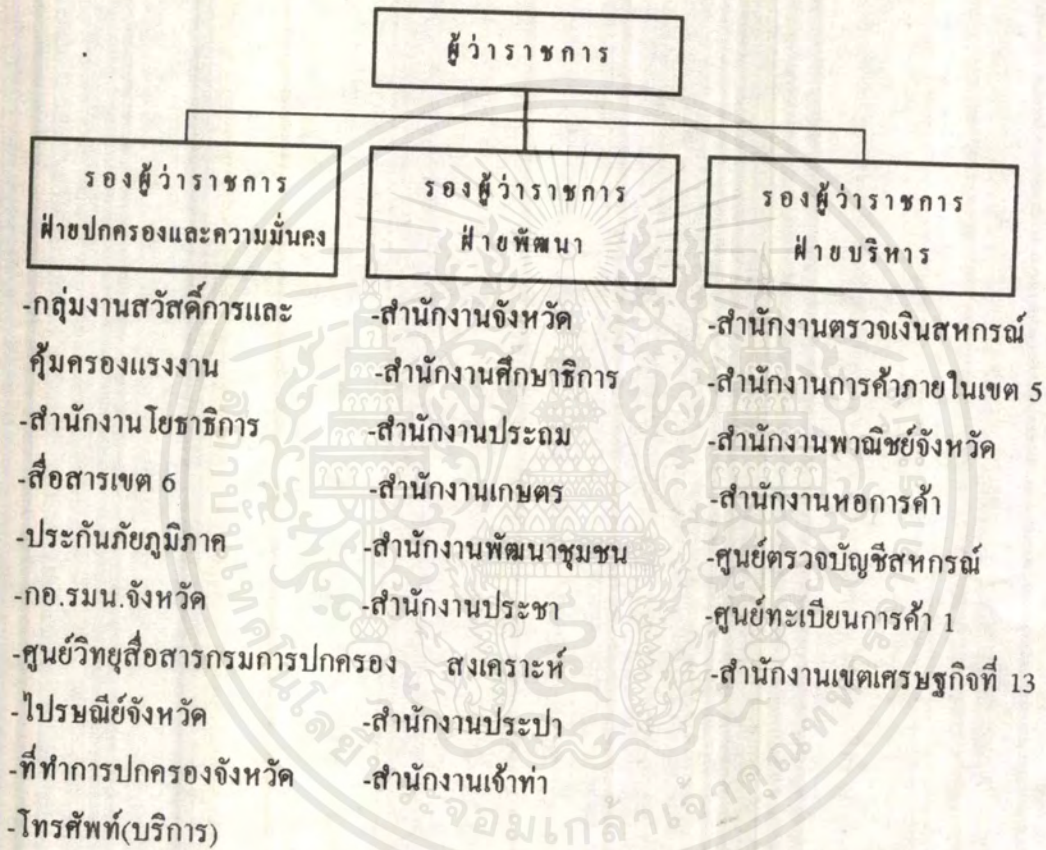 ผู้ว่าราชการ
รองผู้ว่าราชการ
ฝ่ายปกครองและความมั่นคง
รองผู้ว่าราชการ
ฝ่ายพัฒนา
รองผู้ว่าราชการ
ฝ่ายบริหาร
-กลุ่มงานสวัสดิ์การและ
คุ้มครองแรงงาน
-สำนักงานโยธาธิการ
-สื่อสารเขต 6
-ประกันภัยภูมิภาค
-กอ.รมน.จังหวัด
-ศูนย์วิทยุสื่อสารกรมการปกครอง
-ไปรษณีย์จังหวัด
-ที่ทำการปกครองจังหวัด
-โทรศัพท์(บริการ)
-สำนักงานจังหวัด
-สำนักงานศึกษาธิการ
-สำนักงานประถม
-สำนักงานเกษตร
-สำนักงานพัฒนาชุมชน
-สำนักงานประชา
สงเคราะห์
-สำนักงานประปา
-สำนักงานเจ้าท่า
-สำนักงานตรวจเงินสหกรณ์
-สำนักงานการค้าภายในเขต 5
-สำนักงานพาณิชย์จังหวัด
-สำนักงานหอการค้า
-ศูนย์ตรวจบัญชีสหกรณ์
-ศูนย์ทะเบียนการค้า 1
-สำนักงานเขตเศรษฐกิจที่ 13